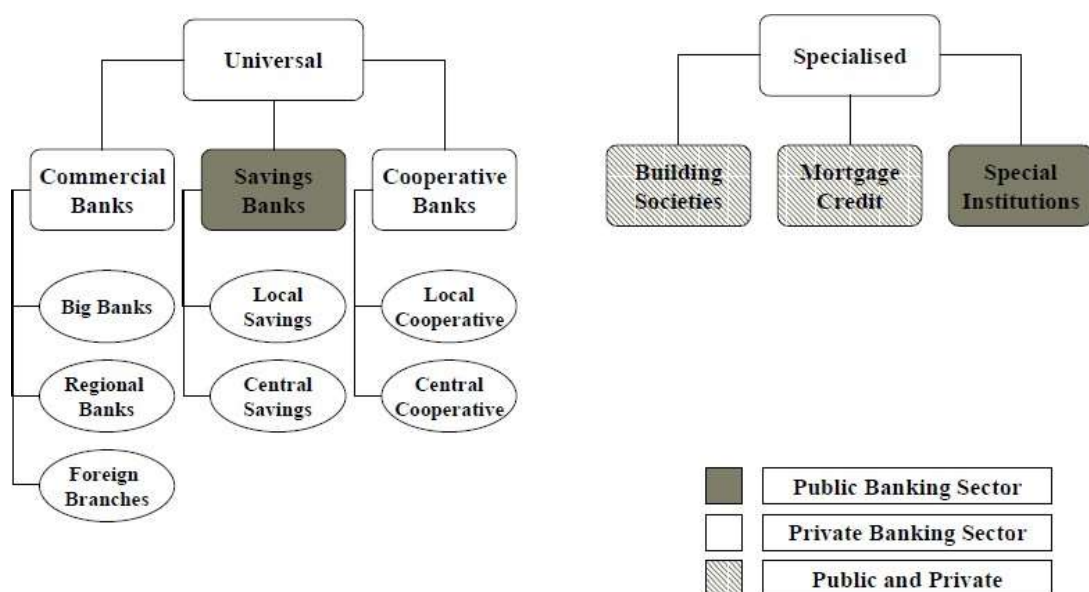 Universal
Specialised
Commercial
Banks
Savings
Banks
Cooperative
Banks
Building
Societies
Mortgage
Credit
Special
Institutions
Big Banks
Local
Savings
Local
Cooperative
Regional
Banks
Central
Savings
Central
Cooperative
Foreign
Branches
Public Banking Sector
Private Banking Sector
Public and Private